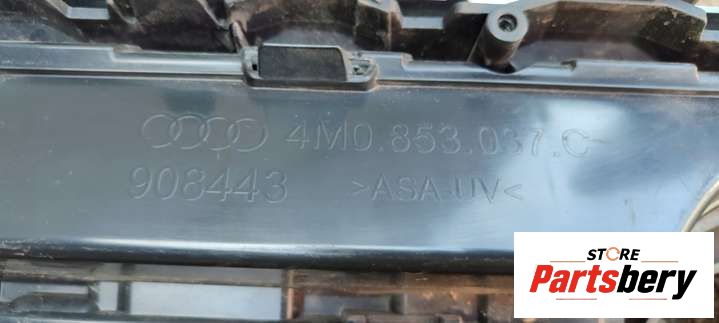 4M0.853.037.C
908443 >ASA-UV<
STORE
Partsbery